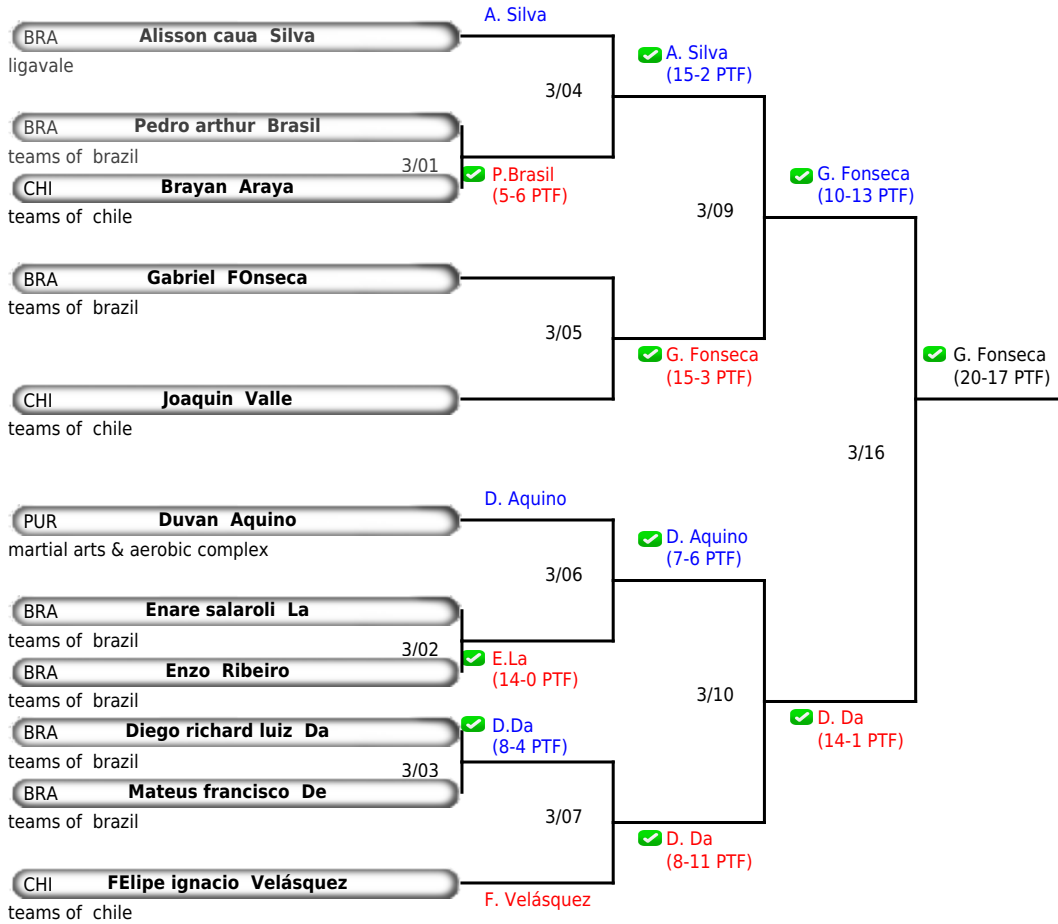 A. Silva
BRA Alisson caua Silva
ligavale
A. Silva
(15-2 PTF)
3/04
BRA Pedro arthur Brasil
teams of brazil
3/01
P.Brasil
(5-6 PTF)
CHI Brayan Araya
teams of chile
G. Fonseca
(10-13 PTF)
3/09
BRA Gabriel FOnseca
teams of brazil
3/05
G. Fonseca
(15-3 PTF)
G. Fonseca
(20-17 PTF)
CHI Joaquin Valle
teams of chile
3/16
D. Aquino
PUR Duvan Aquino
martial arts & aerobic complex
D. Aquino
(7-6 PTF)
3/06
BRA Enare salaroli La
teams of brazil
3/02
E.La
(14-0 PTF)
BRA Enzo Ribeiro
teams of brazil
3/10
D. Da
(14-1 PTF)
BRA Diego richard luiz Da
teams of brazil
D.Da
(8-4 PTF)
3/03
BRA Mateus francisco De
teams of brazil
3/07
D. Da
(8-11 PTF)
CHI FElipe ignacio Velásquez
teams of chile
F. Velásquez